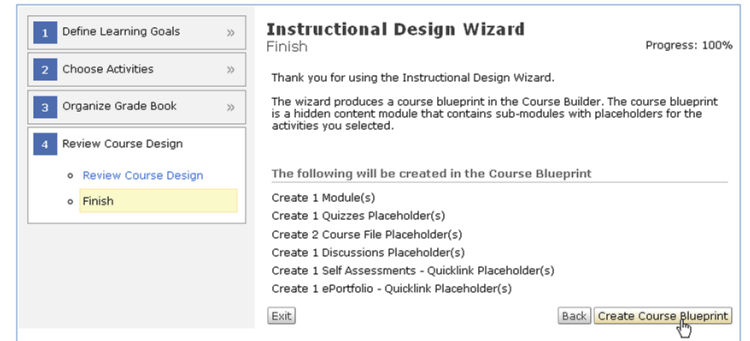 1 Define Learning Goals »
2 Choose Activities »
3 Organize Grade Book »
4 Review Course Design
Review Course Design
Finish
Instructional Design Wizard
Finish
Progress: 100%
Thank you for using the Instructional Design Wizard.
The wizard produces a course blueprint in the Course Builder. The course blueprint
is a hidden content module that contains sub-modules with placeholders for the
activities you selected.
The following will be created in the Course Blueprint
Create 1 Module(s)
Create 1 Quizzes Placeholder(s)
Create 2 Course File Placeholder(s)
Create 1 Discussions Placeholder(s)
Create 1 Self Assessments - Quicklink Placeholder(s)
Create 1 ePortfolio - Quicklink Placeholder(s)
Exit Back Create Course Blueprint